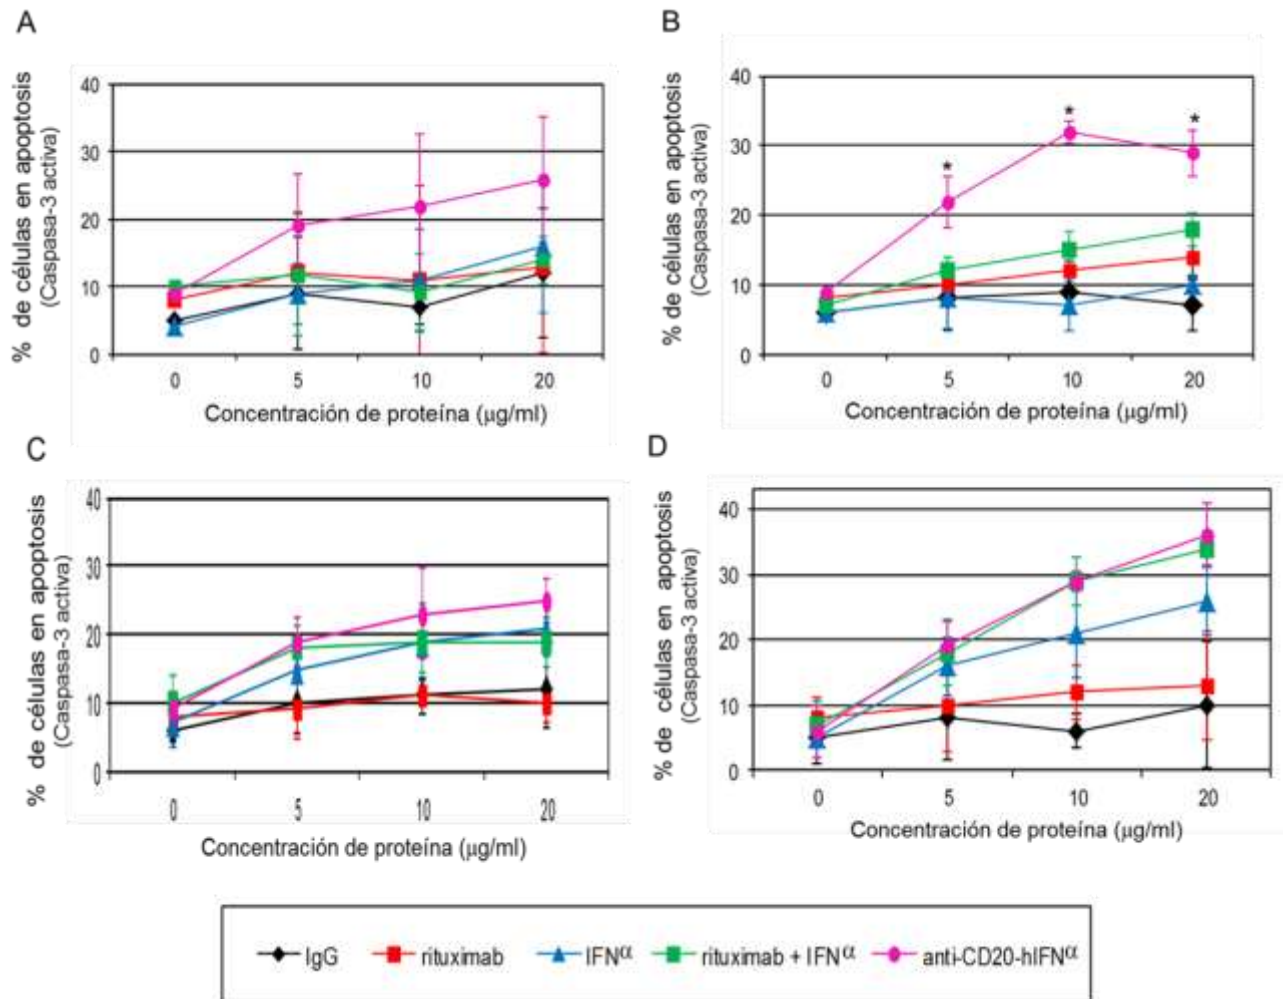 A
% de células en apoptosis
(Caspasa-3 activa)
40
30
20
10
0
0 5 10 20
Concentración de proteína (µg/ml)
B
% de células en apoptosis
(Caspasa-3 activa)
40
30
20
10
0
* * *
0 5 10 20
Concentración de proteína (µg/ml)
C
% de células en apoptosis
(Caspasa-3 activa)
40
30
20
10
0
0 5 10 20
Concentración de proteína (µg/ml)
D
% de células en apoptosis
(Caspasa-3 activa)
40
30
20
10
0
0 5 10 20
Concentración de proteína (µg/ml)
IgG rituximab IFNα rituximab + IFNα anti-CD20-hIFNα